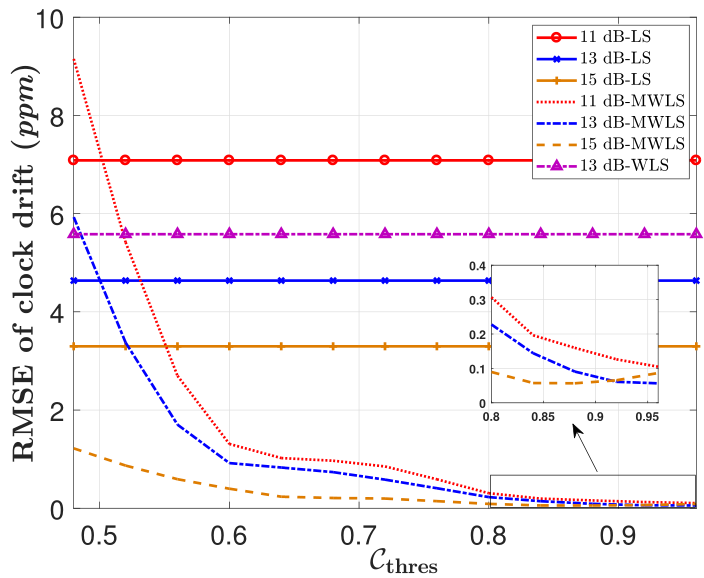 10
8
6
4
2
0
RMSE of clock drift (ppm)
11 dB-LS
13 dB-LS
15 dB-LS
11 dB-MWLS
13 dB-MWLS
15 dB-MWLS
13 dB-WLS
0.4
0.3
0.2
0.1
0
0.8 0.85 0.9 0.95
0.5 0.6 0.7 0.8 0.9
𝒞thres